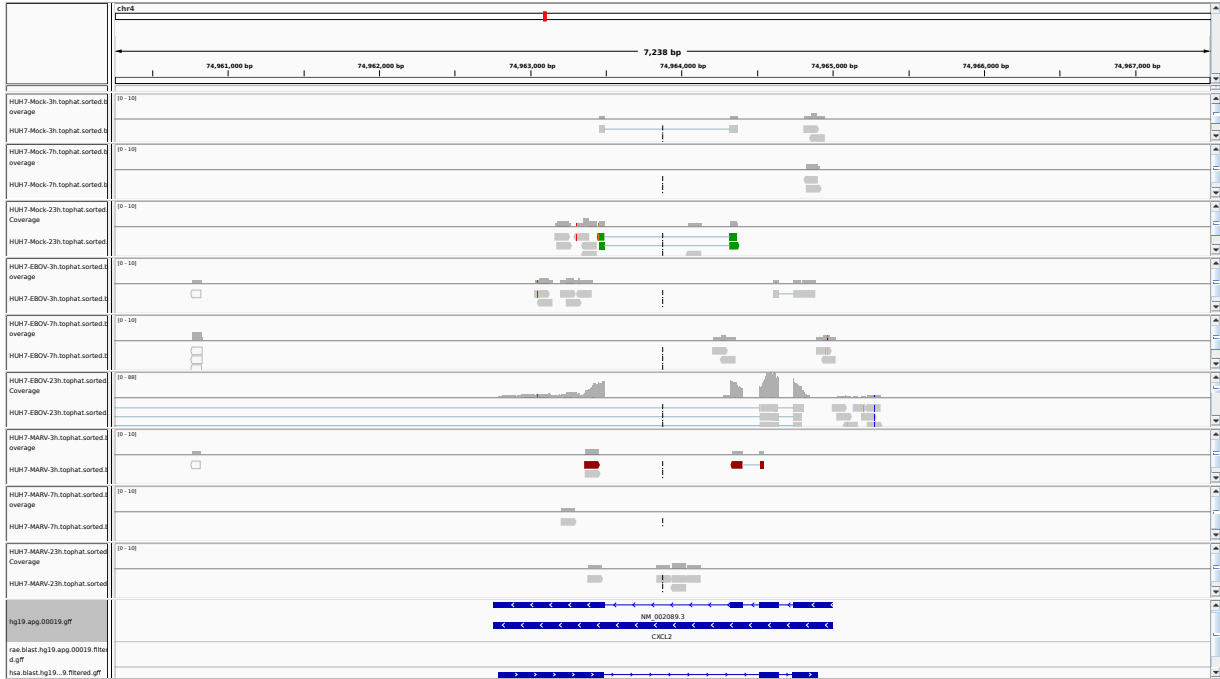 chr4
7,238 bp
74,961,000 bp
74,962,000 bp
74,963,000 bp
74,964,000 bp
74,965,000 bp
74,966,000 bp
74,967,000 bp
HUH7-Mock-3h.tophat.sorted.b
overage
[0 - 10]
HUH7-Mock-3h.tophat.sorted.b
HUH7-Mock-7h.tophat.sorted.b
overage
[0 - 10]
HUH7-Mock-7h.tophat.sorted.b
HUH7-Mock-23h.tophat.sorted.
Coverage
[0 - 10]
HUH7-Mock-23h.tophat.sorted.
HUH7-EBOV-3h.tophat.sorted.b
overage
[0 - 10]
HUH7-EBOV-3h.tophat.sorted.b
HUH7-EBOV-7h.tophat.sorted.b
overage
[0 - 10]
HUH7-EBOV-7h.tophat.sorted.b
HUH7-EBOV-23h.tophat.sorted
Coverage
[0 - 88]
HUH7-EBOV-23h.tophat.sorted
HUH7-MARV-3h.tophat.sorted.b
overage
[0 - 10]
HUH7-MARV-3h.tophat.sorted.b
HUH7-MARV-7h.tophat.sorted.b
overage
[0 - 10]
HUH7-MARV-7h.tophat.sorted.b
HUH7-MARV-23h.tophat.sorted
Coverage
[0 - 10]
HUH7-MARV-23h.tophat.sorted
hg19.apg.00019.gff
NM_002089.3
CXCL2
rae.blast.hg19.apg.00019.filter
d.gff
hsa.blast.hg19...9.filtered.gff